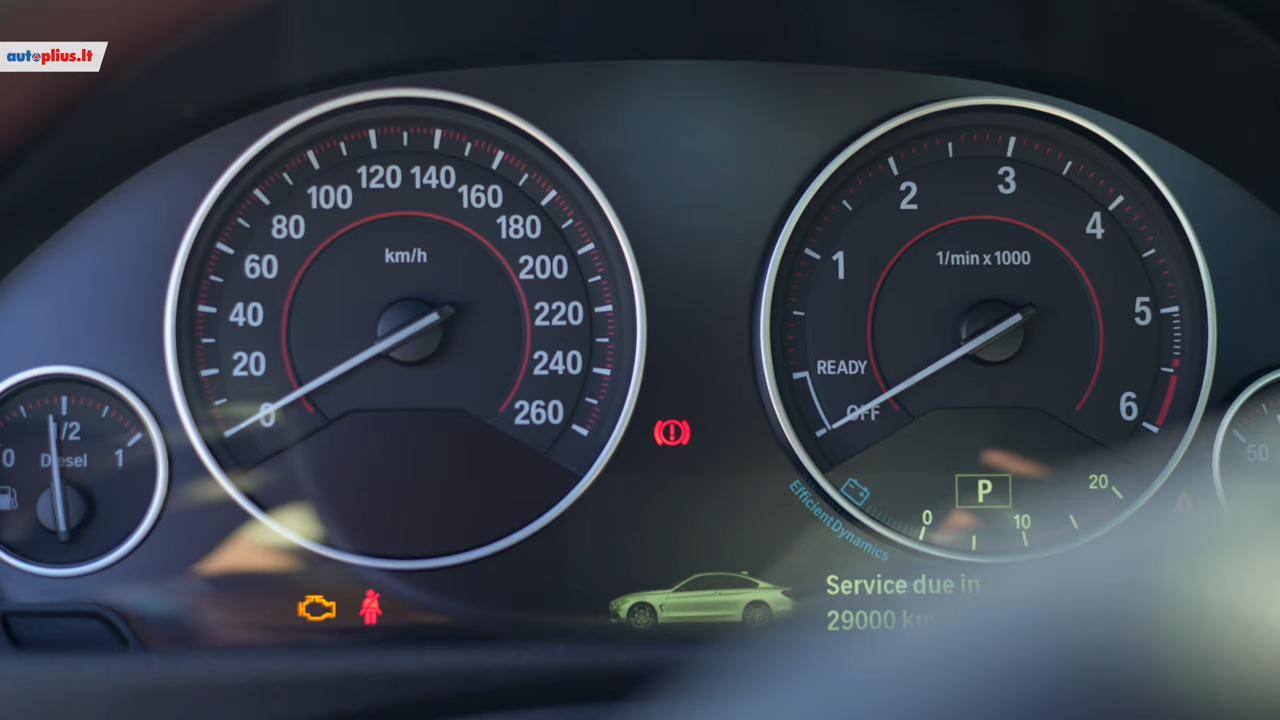 autoplius.lt
km/h
0
20
40
60
80
100
120
140
160
180
200
220
240
260
1/min x 1000
OFF
READY
1
2
3
4
5
6
0
1/2
1
Diesel
50
P
0
10
20
EfficientDynamics
Service due in
29000 km